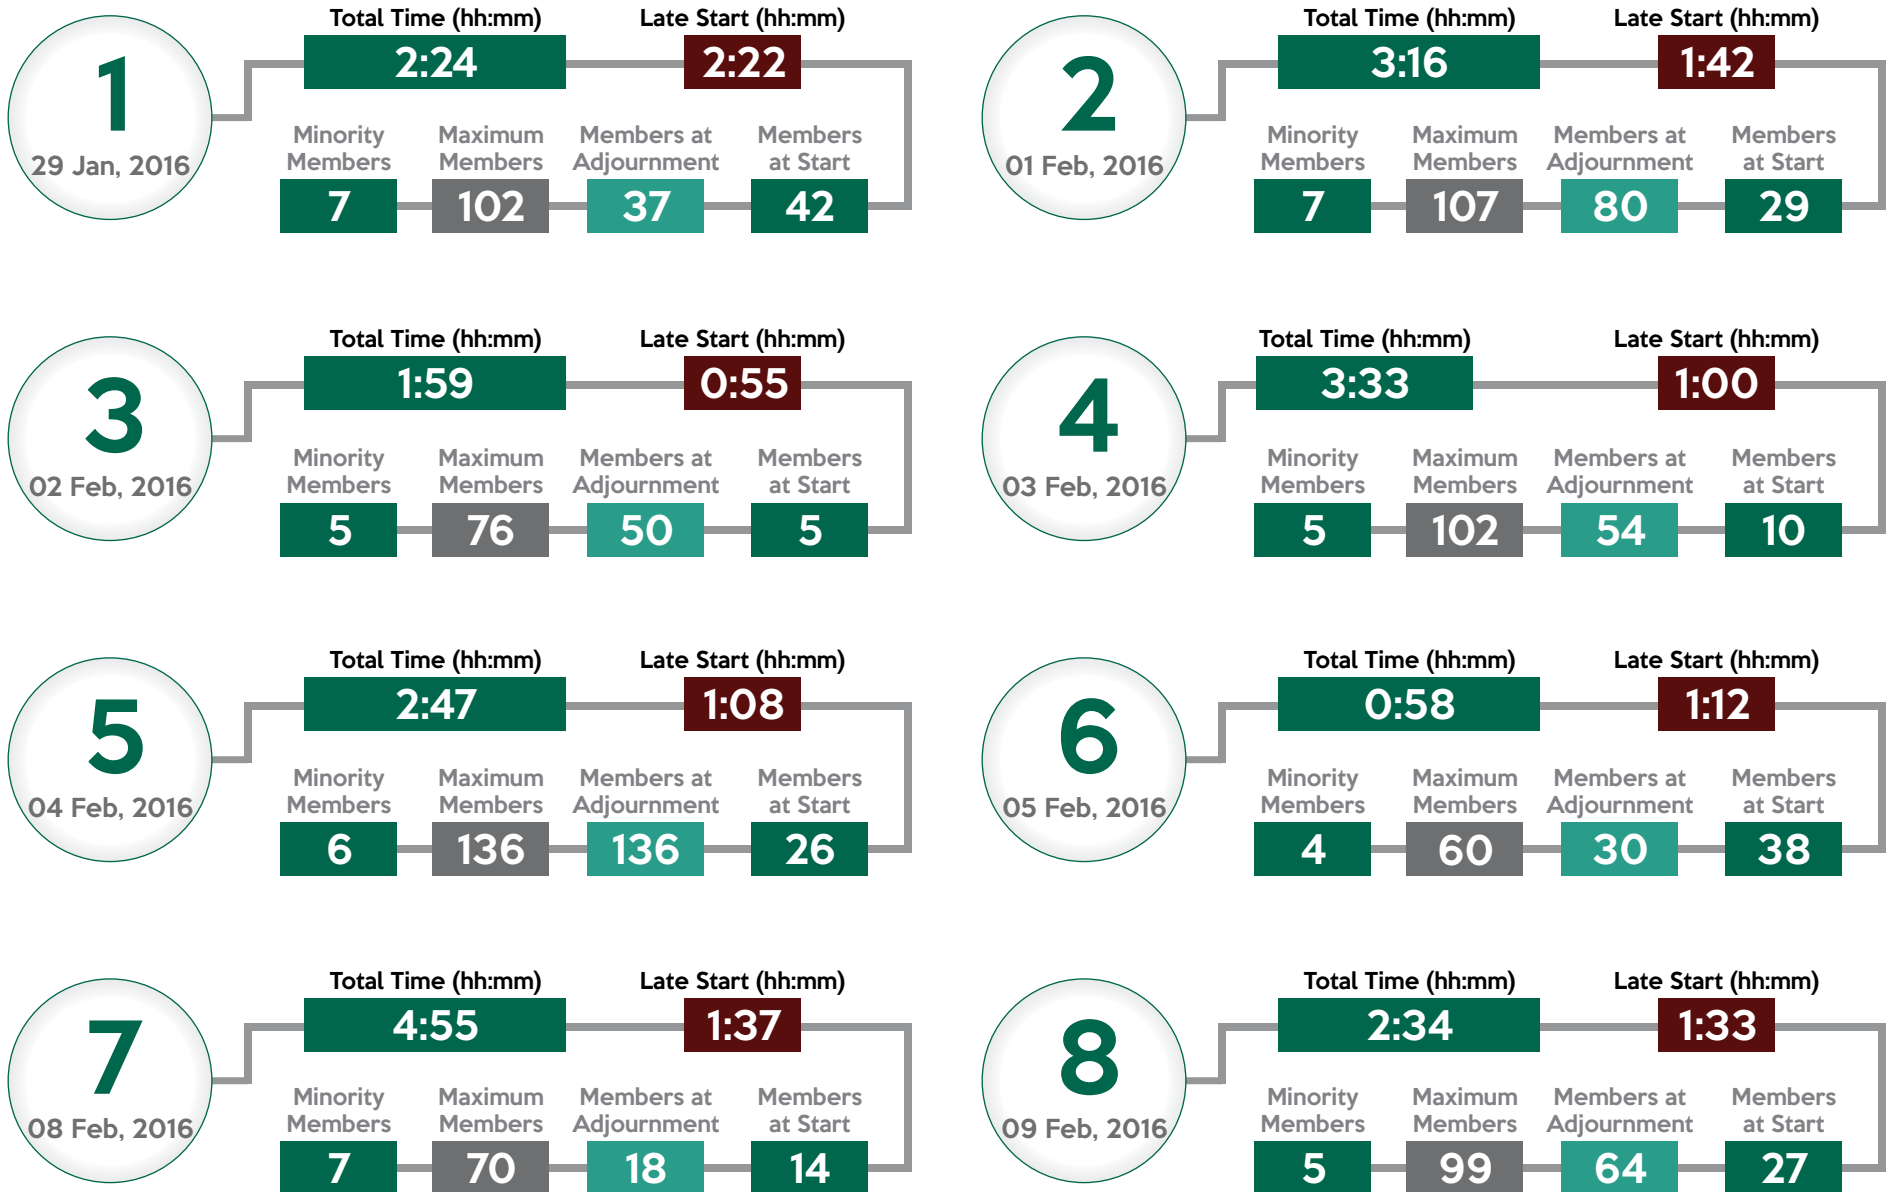 1
29 Jan, 2016
Total Time (hh:mm)
2:24
Late Start (hh:mm)
2:22
Minority
Members
7
Maximum
Members
102
Members at
Adjournment
37
Members
at Start
42
2
01 Feb, 2016
Total Time (hh:mm)
3:16
Late Start (hh:mm)
1:42
Minority
Members
7
Maximum
Members
107
Members at
Adjournment
80
Members
at Start
29
3
02 Feb, 2016
Total Time (hh:mm)
1:59
Late Start (hh:mm)
0:55
Minority
Members
5
Maximum
Members
76
Members at
Adjournment
50
Members
at Start
5
4
03 Feb, 2016
Total Time (hh:mm)
3:33
Late Start (hh:mm)
1:00
Minority
Members
5
Maximum
Members
102
Members at
Adjournment
54
Members
at Start
10
5
04 Feb, 2016
Total Time (hh:mm)
2:47
Late Start (hh:mm)
1:08
Minority
Members
6
Maximum
Members
136
Members at
Adjournment
136
Members
at Start
26
6
05 Feb, 2016
Total Time (hh:mm)
0:58
Late Start (hh:mm)
1:12
Minority
Members
4
Maximum
Members
60
Members at
Adjournment
30
Members
at Start
38
7
08 Feb, 2016
Total Time (hh:mm)
4:55
Late Start (hh:mm)
1:37
Minority
Members
7
Maximum
Members
70
Members at
Adjournment
18
Members
at Start
14
8
09 Feb, 2016
Total Time (hh:mm)
2:34
Late Start (hh:mm)
1:33
Minority
Members
5
Maximum
Members
99
Members at
Adjournment
64
Members
at Start
27